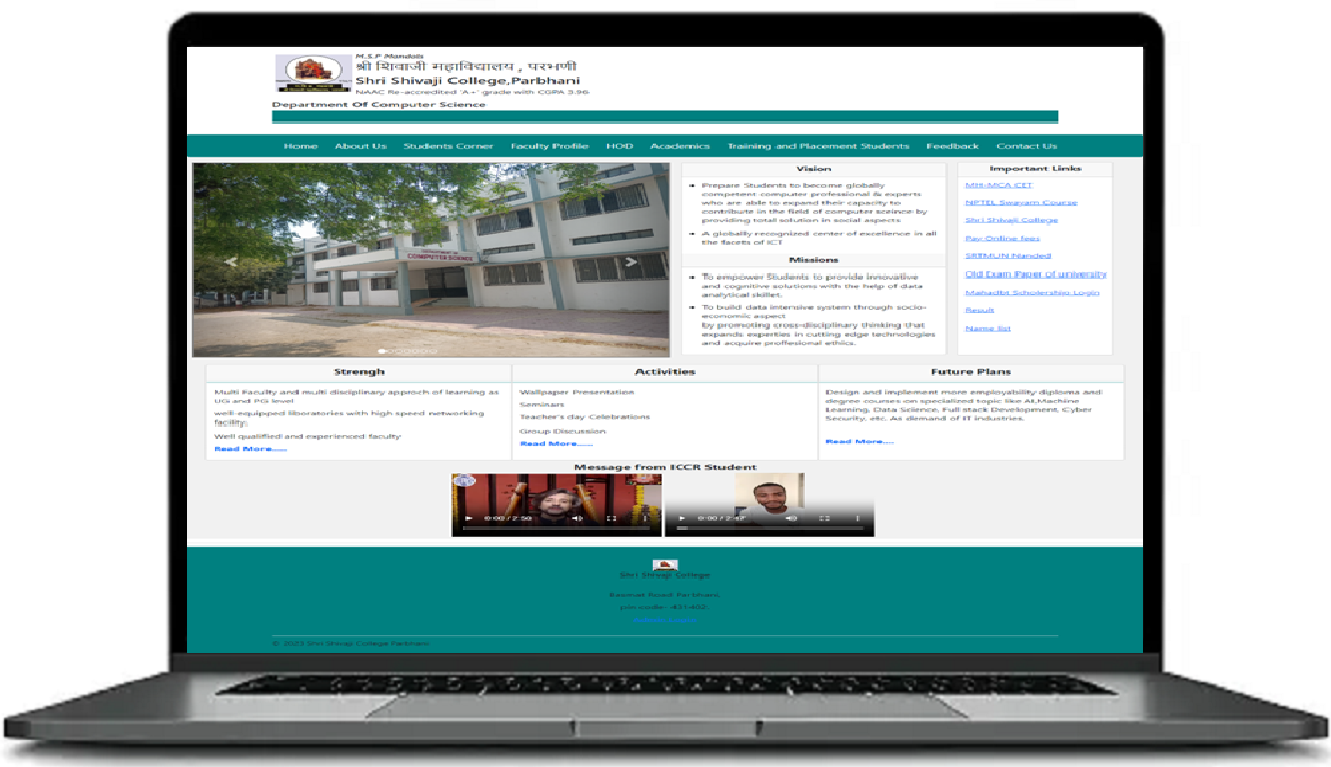 M.S.P Mandals
श्री शिवाजी महाविद्यालय , परभणी
Shri Shivaji College,Parbhani
NAAC Re-accredited 'A+' grade with CGPA 3.96
Department Of Computer Science
Home About Us Students Corner Faculty Profile HOD Academics Training and Placement Students Feedback Contact Us
COMPUTER SCIENCE
Vision
Prepare Students to become globally
competent computer professional & experts
who are able to expand their capacity to
contribute in the field of computer sceince by
providing total solution in social aspects
A globally recognized center of excellence in all
the facets of ICT
Missions
To empower Students to provide innovative
and cognitive solutions with the help of data
analytical skillet.
To build data intensive system through socio-
economic aspect
by promoting cross-disciplinary thinking that
expands experties in cutting edge technologies
and acquire proffesional ethics.
Important Links
MH-MCA CET
NPTEL Swayam Course
Shri Shivaji College
Pay Online fees
SRTMUN Nanded
Old Exam Paper of university
Mahadbt Scholership Login
Result
Name list
Strengh
Multi Faculty and multi disciplinary approch of learning as
UG and PG level
well-equipped liboratories with high speed networking
facility.
Well qualiffied and experienced faculty
Read More.....
Activities
Wallpaper Presentation
Seminars
Teacher's day Celebrations
Group Discussion
Read More.....
Future Plans
Design and implement more employability diploma and
degree courses on specialized topic like AI,Machine
Learning, Data Science, Full stack Development, Cyber
Security, etc. As demand of IT industries.
Read More....
Message from ICCR Student
0:00 / 2:50
0:00 / 2:47
Shri Shivaji College
Basmat Road Parbhani,
pin code- 431401.
© 2023 Shri Shivaji College Parbhani